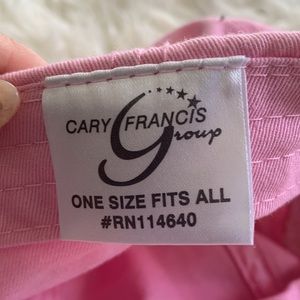 CARY FRANCIS
Group
ONE SIZE FITS ALL
#RN114640